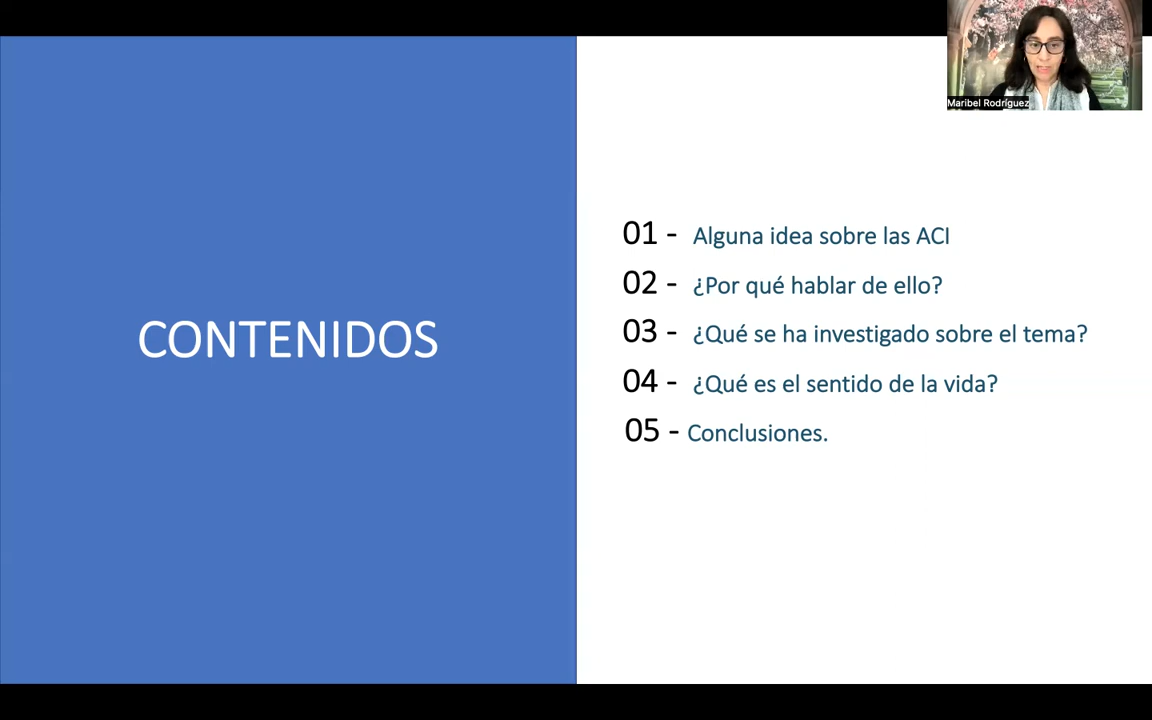 Maribel Rodríguez
CONTENIDOS
01 - Alguna idea sobre las ACI
02 - ¿Por qué hablar de ello?
03 - ¿Qué se ha investigado sobre el tema?
04 - ¿Qué es el sentido de la vida?
05 - Conclusiones.